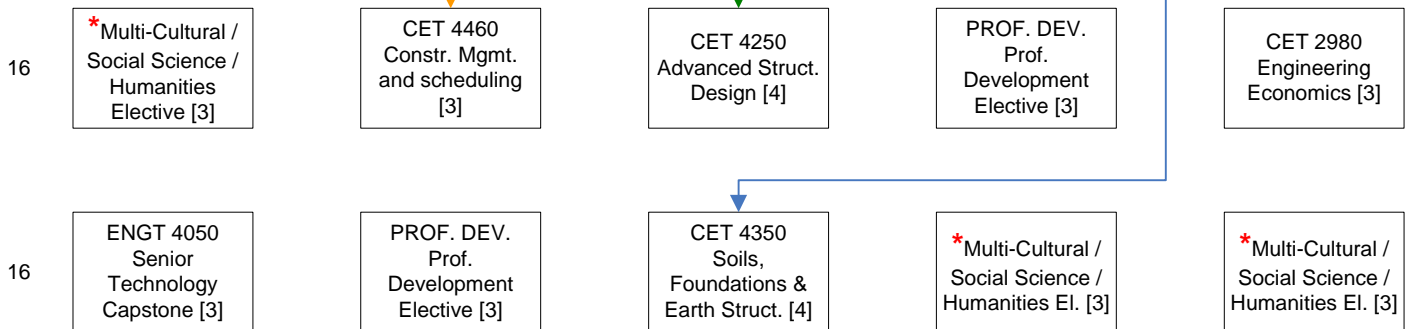 16
*Multi-Cultural /
Social Science /
Humanities
Elective [3]
CET 4460
Constr. Mgmt.
and scheduling
[3]
CET 4250
Advanced Struct.
Design [4]
PROF. DEV.
Prof.
Development
Elective [3]
CET 2980
Engineering
Economics [3]
16
ENGT 4050
Senior
Technology
Capstone [3]
PROF. DEV.
Prof.
Development
Elective [3]
CET 4350
Soils,
Foundations &
Earth Struct. [4]
*Multi-Cultural /
Social Science /
Humanities El. [3]
*Multi-Cultural /
Social Science /
Humanities El. [3]